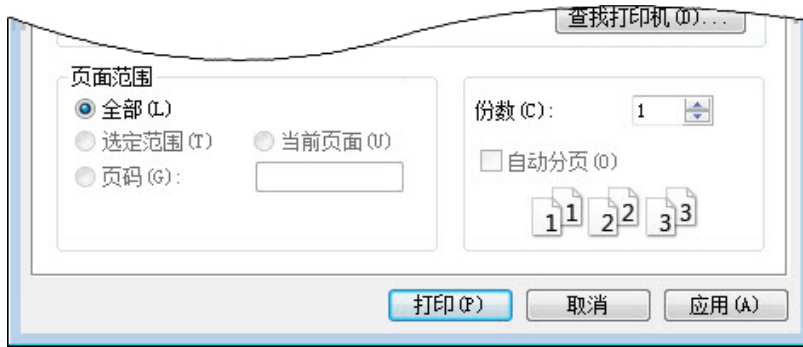 查找打印机(D)...
页面范围
全部(L)
选定范围(T) 当前页面(U)
页码(G):
份数(C): 1
自动分页(O)
1 1 2 2 3 3
打印(P) 取消 应用(A)